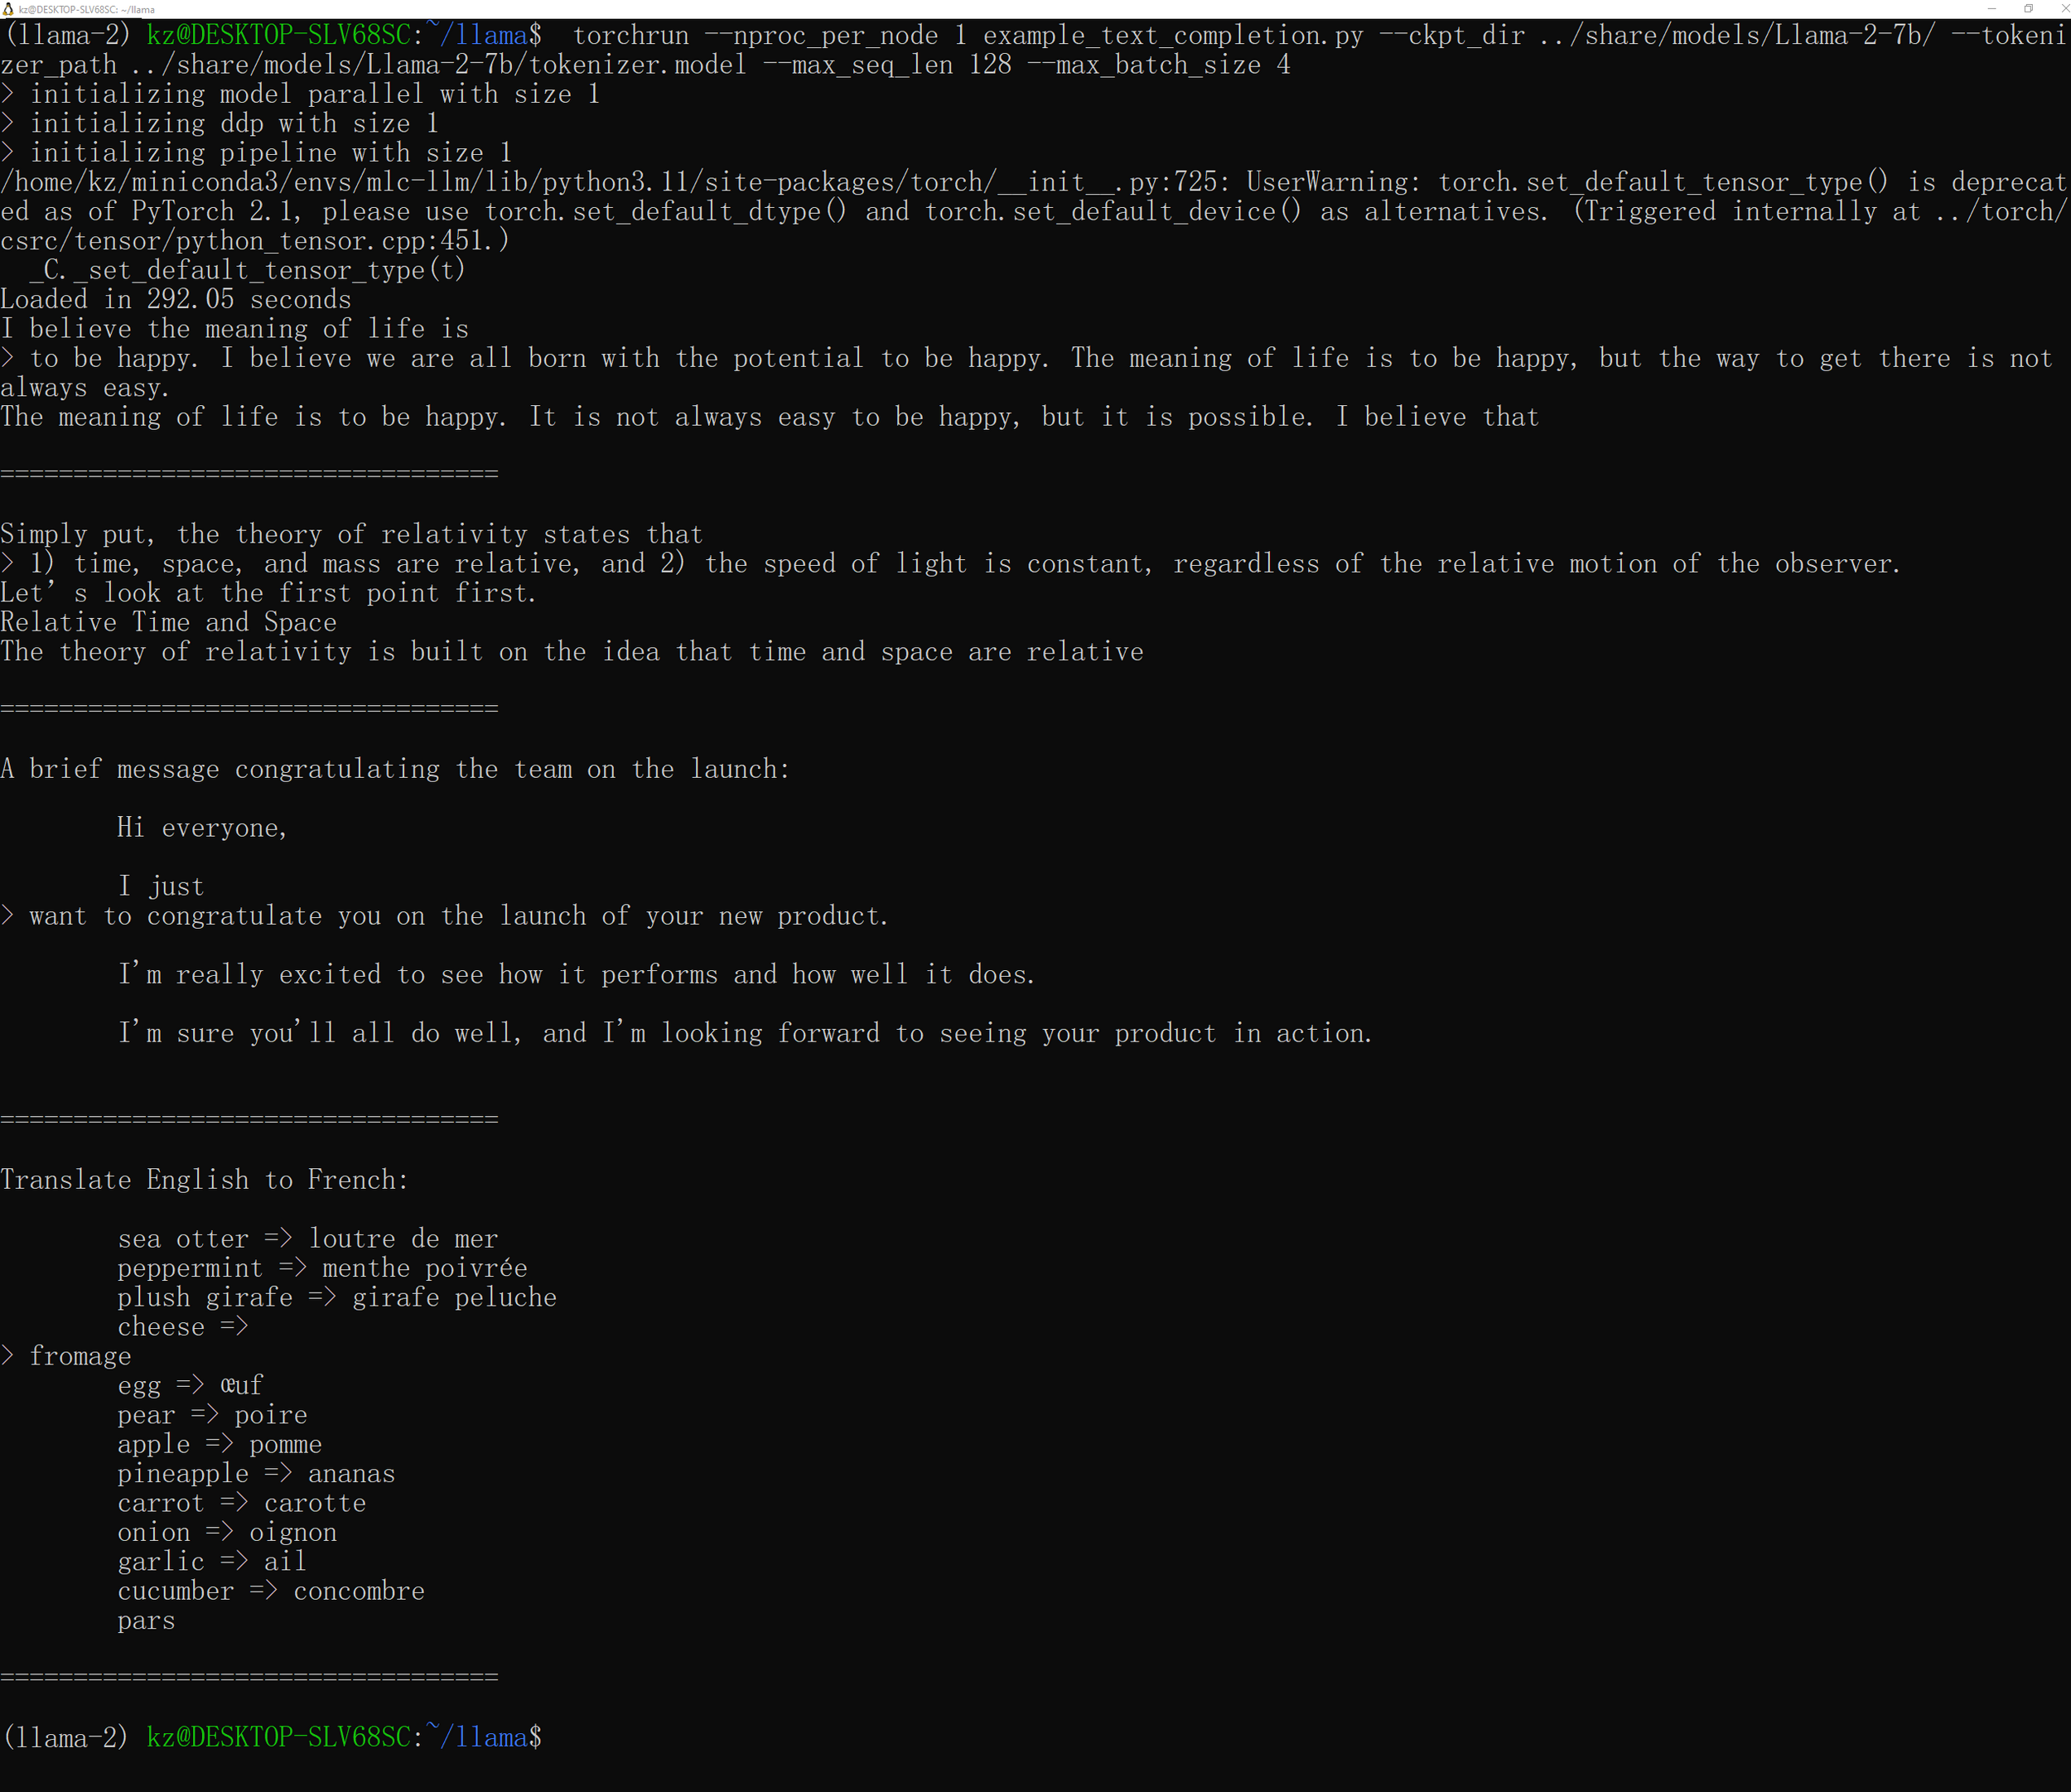 kz@DESKTOP-SLV68SC: ~/llama
(llama-2) kz@DESKTOP-SLV68SC:~/llama$  torchrun --nproc_per_node 1 example_text_completion.py --ckpt_dir ../share/models/Llama-2-7b/ --tokeni
zer_path ../share/models/Llama-2-7b/tokenizer.model --max_seq_len 128 --max_batch_size 4
> initializing model parallel with size 1
> initializing ddp with size 1
> initializing pipeline with size 1
/home/kz/miniconda3/envs/mlc-llm/lib/python3.11/site-packages/torch/__init__.py:725: UserWarning: torch.set_default_tensor_type() is deprecat
ed as of PyTorch 2.1, please use torch.set_default_dtype() and torch.set_default_device() as alternatives. (Triggered internally at ../torch/
csrc/tensor/python_tensor.cpp:451.)
  _C._set_default_tensor_type(t)
Loaded in 292.05 seconds
I believe the meaning of life is
> to be happy. I believe we are all born with the potential to be happy. The meaning of life is to be happy, but the way to get there is not
always easy.
The meaning of life is to be happy. It is not always easy to be happy, but it is possible. I believe that
==================================
Simply put, the theory of relativity states that
> 1) time, space, and mass are relative, and 2) the speed of light is constant, regardless of the relative motion of the observer.
Let’s look at the first point first.
Relative Time and Space
The theory of relativity is built on the idea that time and space are relative
==================================
A brief message congratulating the team on the launch:
        Hi everyone,
        I just
> want to congratulate you on the launch of your new product.
        I'm really excited to see how it performs and how well it does.
        I'm sure you'll all do well, and I'm looking forward to seeing your product in action.
==================================
Translate English to French:
        sea otter => loutre de mer
        peppermint => menthe poivrée
        plush girafe => girafe peluche
        cheese =>
> fromage
        egg => œuf
        pear => poire
        apple => pomme
        pineapple => ananas
        carrot => carotte
        onion => oignon
        garlic => ail
        cucumber => concombre
        pars
==================================
(llama-2) kz@DESKTOP-SLV68SC:~/llama$